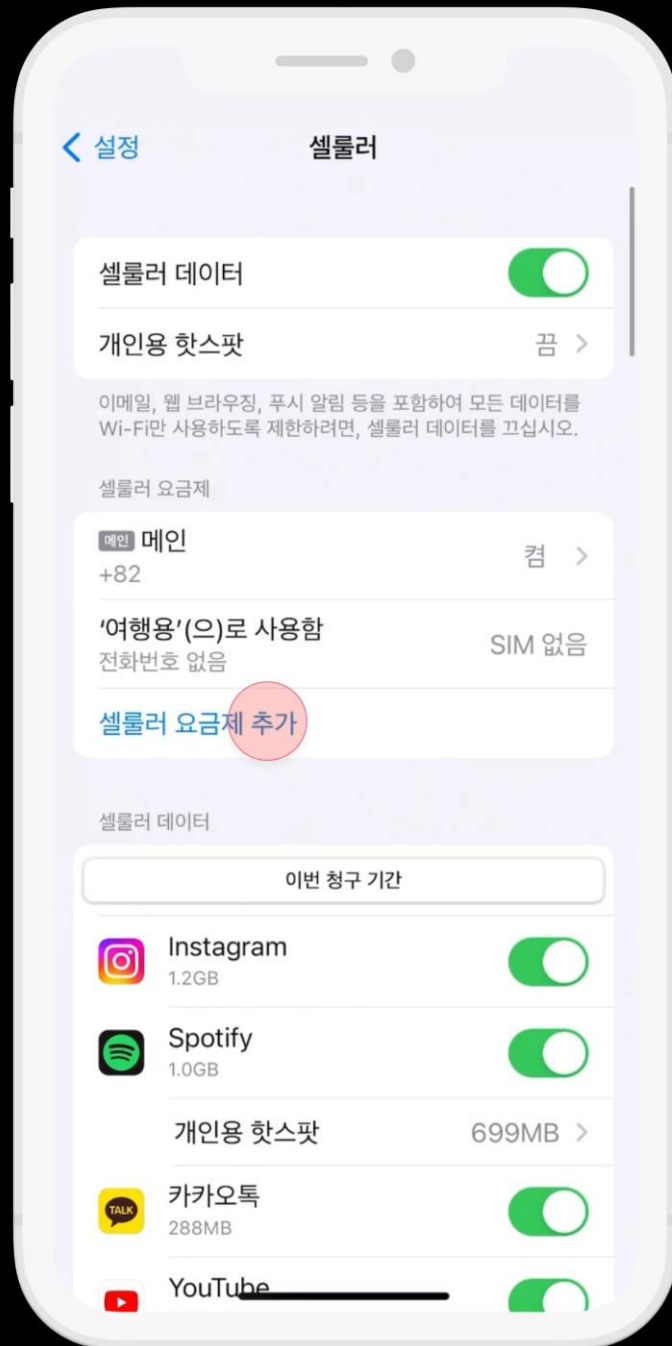 설정
셀룰러
셀룰러 데이터
개인용 핫스팟 끔
이메일, 웹 브라우징, 푸시 알림 등을 포함하여 모든 데이터를
Wi-Fi만 사용하도록 제한하려면, 셀룰러 데이터를 끄십시오.
셀룰러 요금제
메인 메인 켬
+82
'여행용'(으)로 사용함 SIM 없음
전화번호 없음
셀룰러 요금제 추가
셀룰러 데이터
이번 청구 기간
Instagram
1.2GB
Spotify
1.0GB
개인용 핫스팟 699MB
TALK 카카오톡
288MB
YouTube